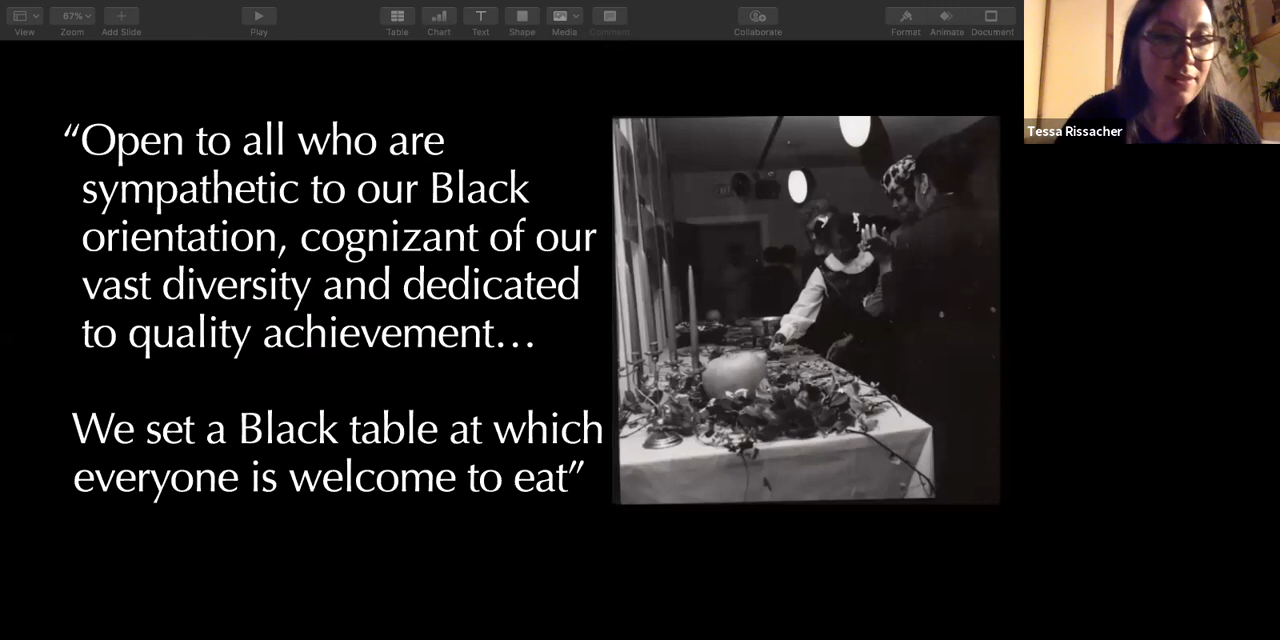 View
67%
Zoom
Add Slide
Play
Table
Chart
Text
Shape
Media
Comment
Collaborate
Format
Animate
Document
Tessa Rissacher
“Open to all who are
sympathetic to our Black
orientation, cognizant of our
vast diversity and dedicated
to quality achievement…
We set a Black table at which
everyone is welcome to eat”